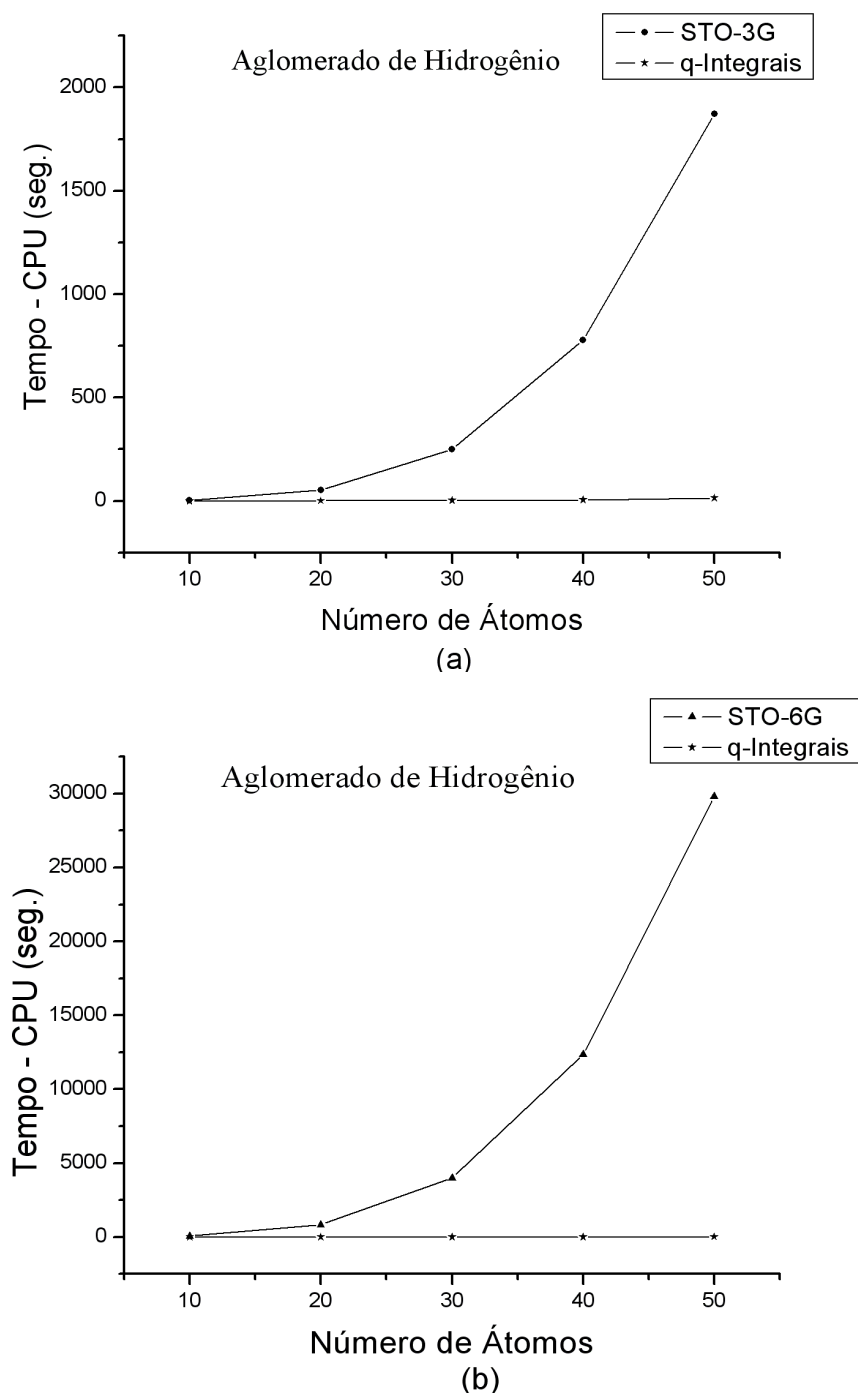 Aglomerado de Hidrogênio
STO-3G
q-Integrais
Tempo - CPU (seg.)
2000
1500
1000
500
0
10 20 30 40 50
Número de Átomos
(a)
STO-6G
q-Integrais
Aglomerado de Hidrogênio
Tempo - CPU (seg.)
30000
25000
20000
15000
10000
5000
0
10 20 30 40 50
Número de Átomos
(b)